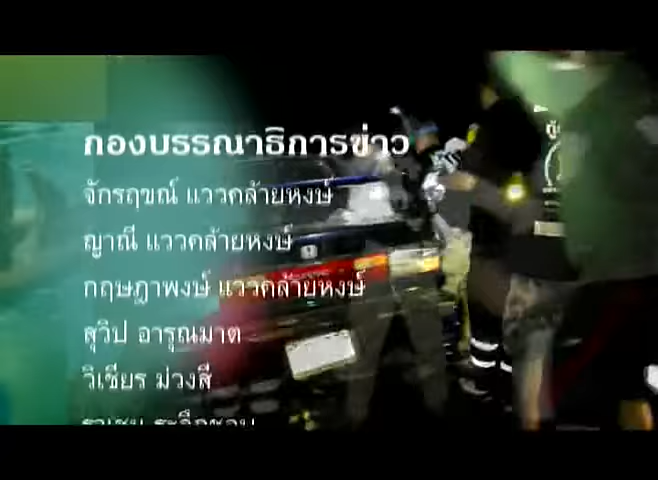 กองบรรณาธิการข่าว
จักรฤขณ์ แววคล้ายหงษ์
ญาณี แววคล้ายหงษ์
กฤษฎาพงษ์ แววคล้ายหงษ์
สุวิป อารุณมาต
วิเชียร ม่วงสี